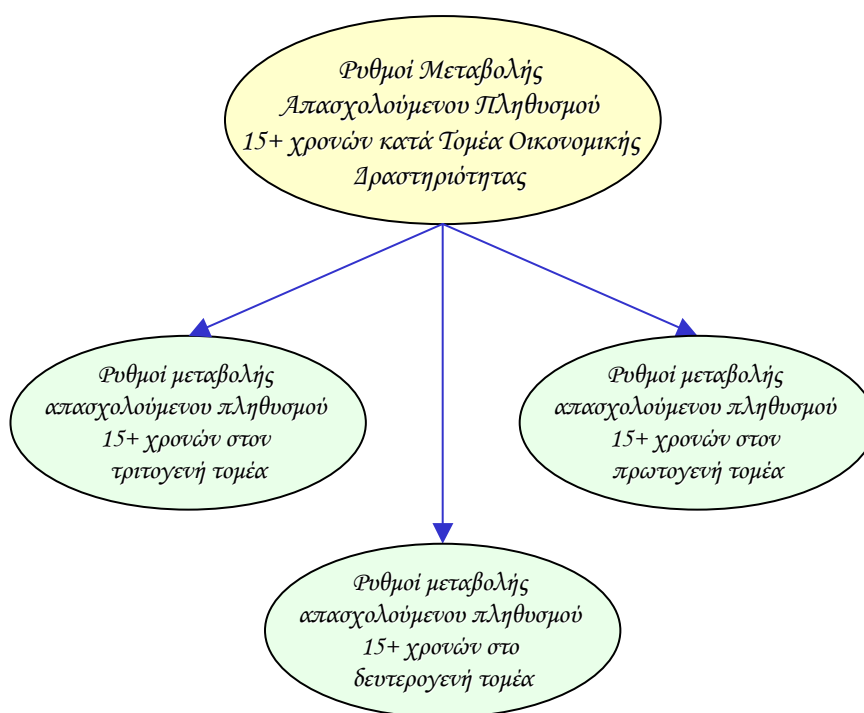 Ρυθμοί Μεταβολής
Απασχολούμενου Πληθυσμού
15+ χρονών κατά Τομέα Οικονομικής
Δραστηριότητας
Ρυθμοί μεταβολής
απασχολούμενου πληθυσμού
15+ χρονών στον
τριτογενή τομέα
Ρυθμοί μεταβολής
απασχολούμενου πληθυσμού
15+ χρονών στον
πρωτογενή τομέα
Ρυθμοί μεταβολής
απασχολούμενου πληθυσμού
15+ χρονών στο
δευτερογενή τομέα